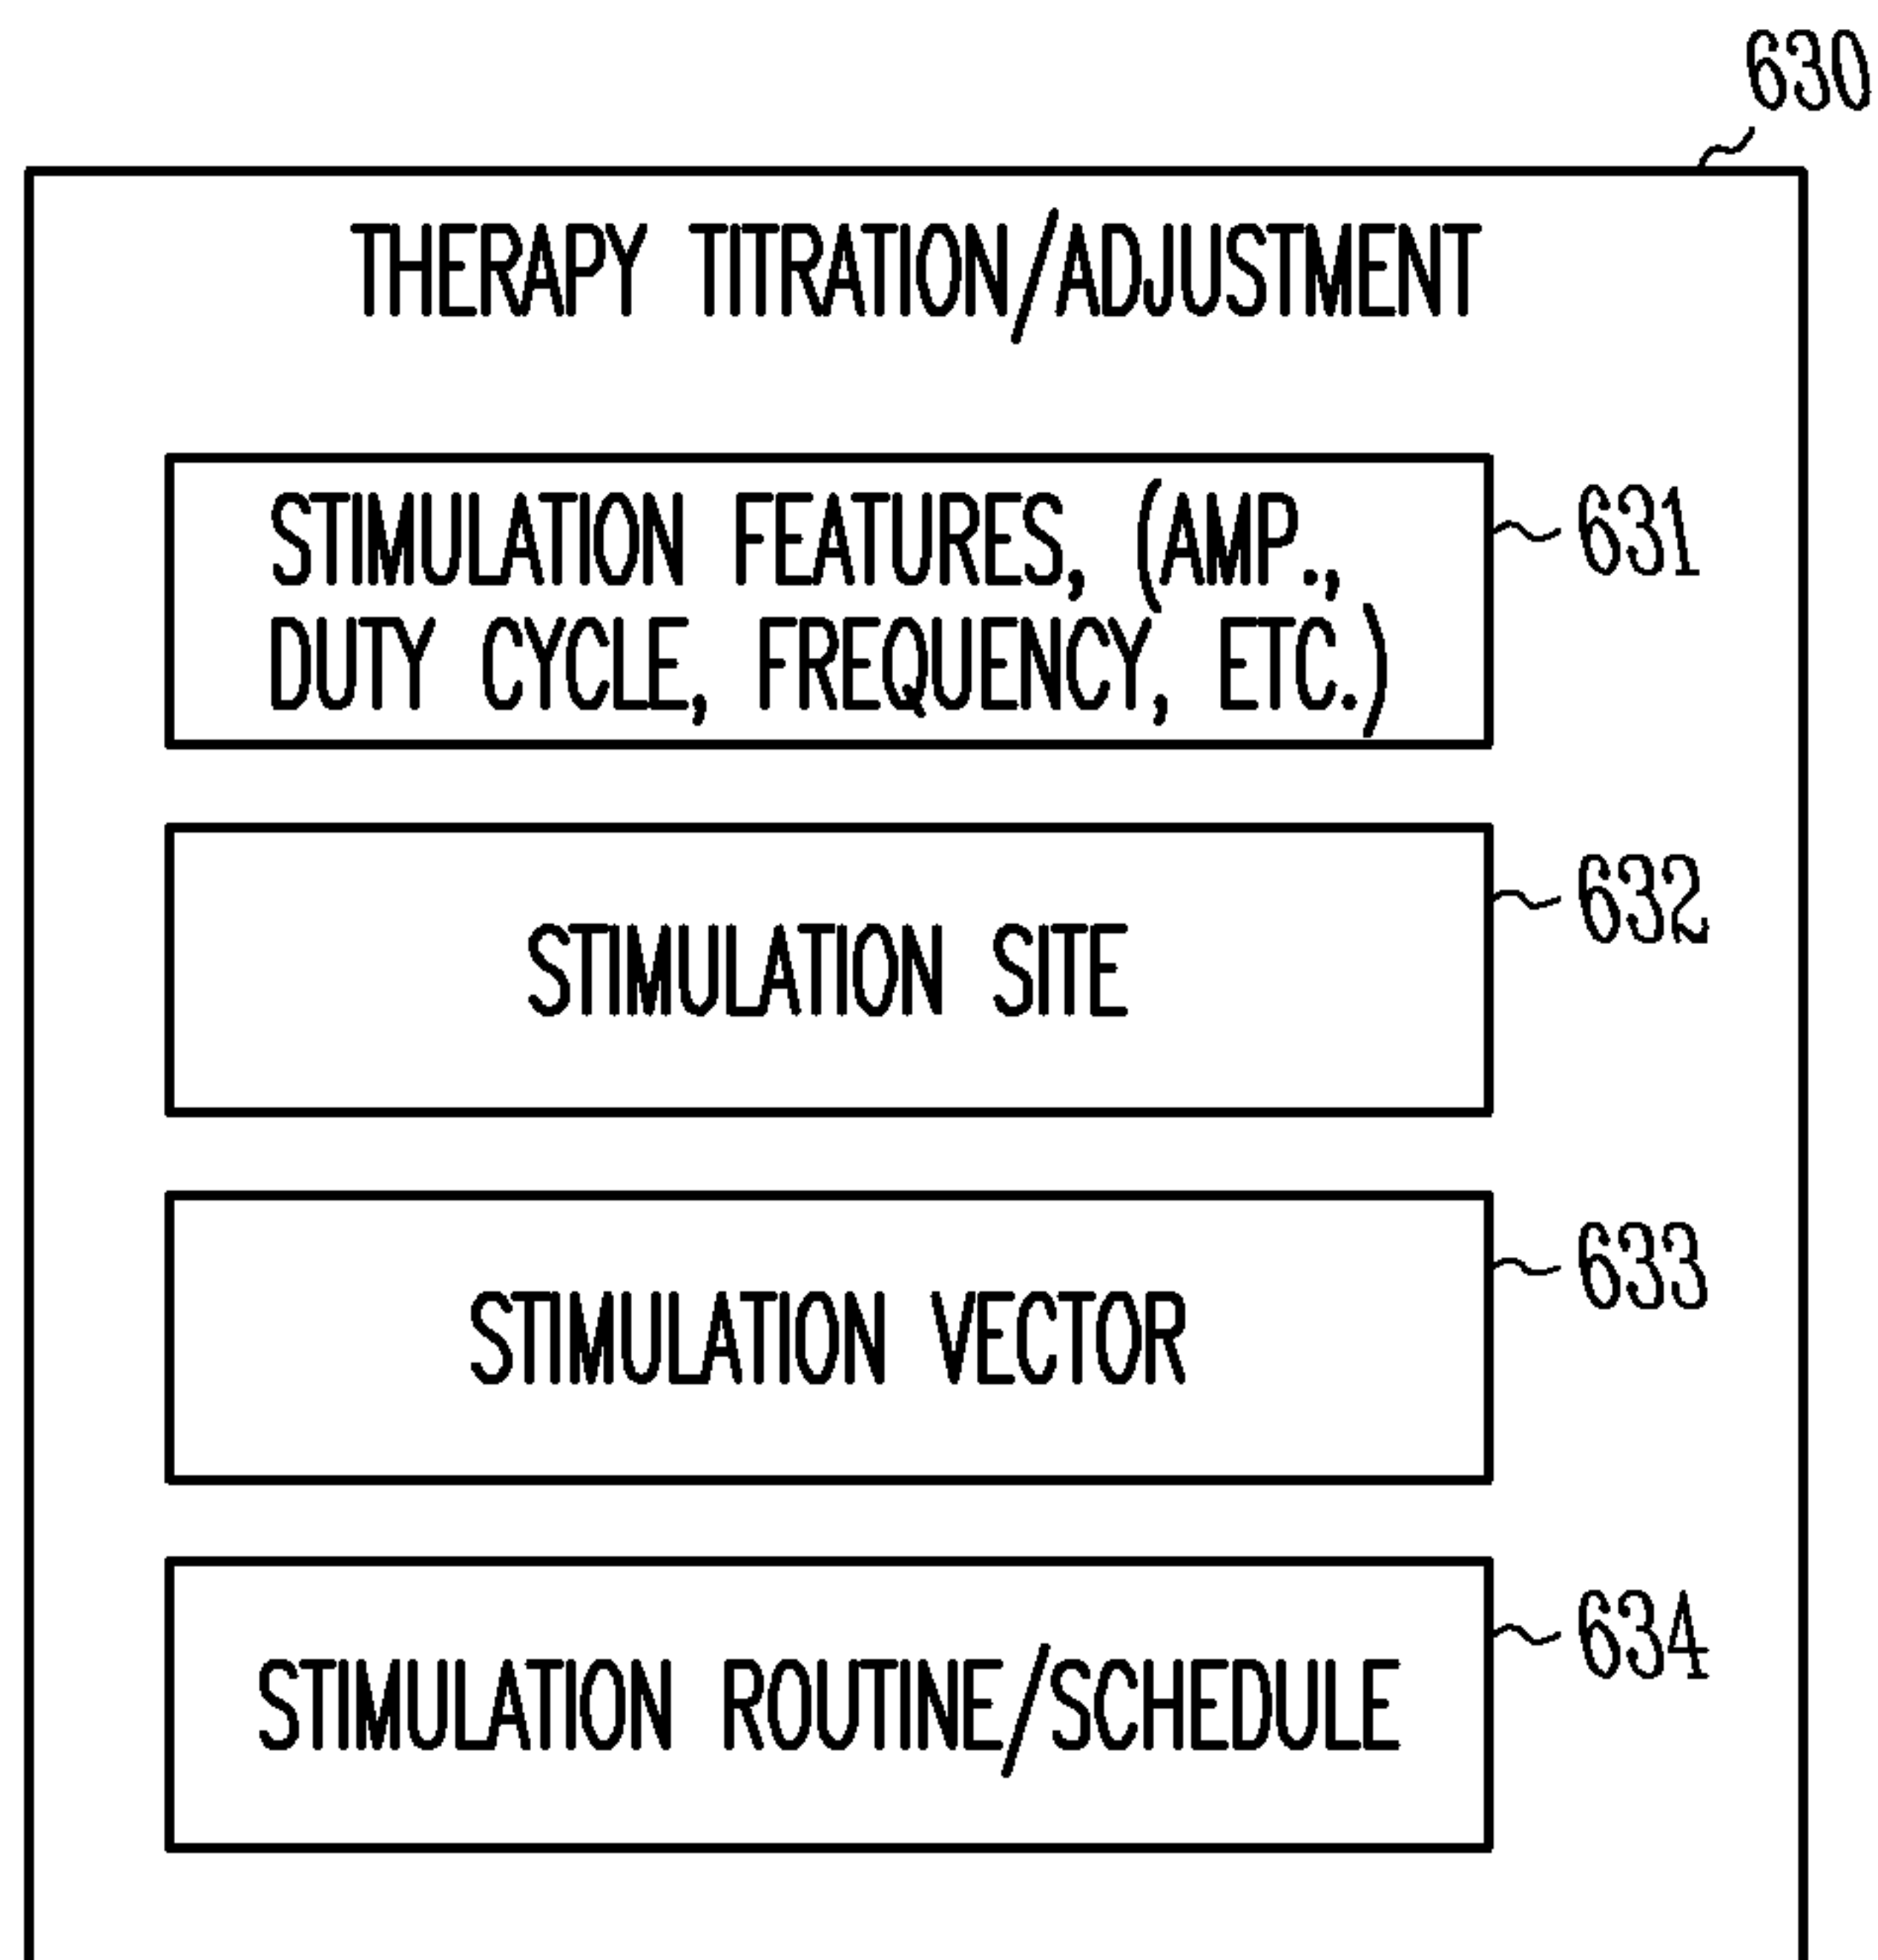 630
THERAPY TITRATION/ADJUSTMENT
STIMULATION FEATURES, (AMP.,
DUTY CYCLE, FREQUENCY, ETC.)
631
STIMULATION SITE
632
STIMULATION VECTOR
633
STIMULATION ROUTINE/SCHEDULE
634